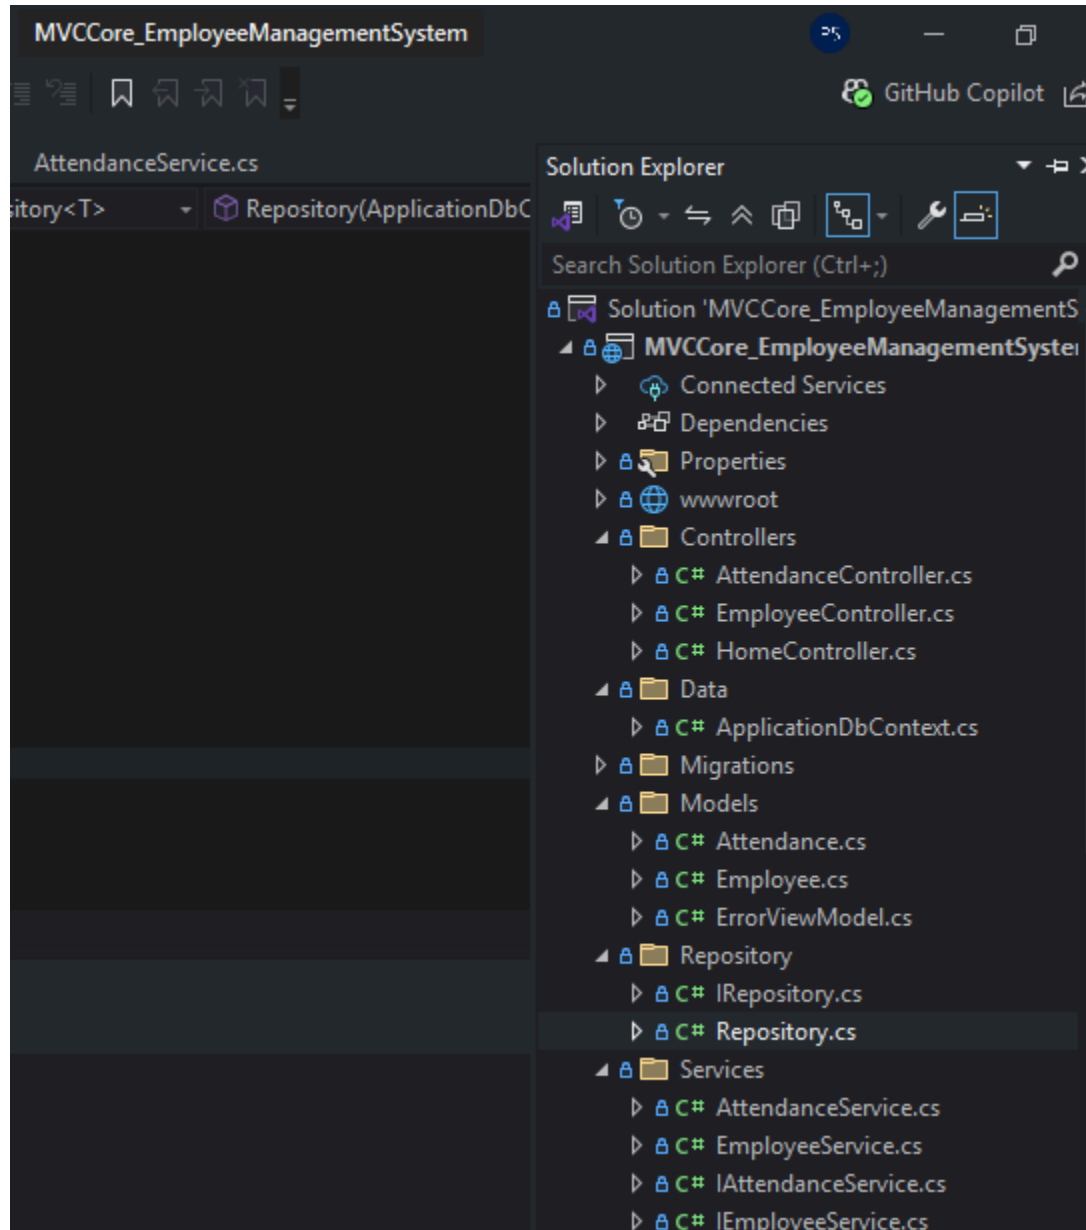 MVCCore_EmployeeManagementSystem
GitHub Copilot
AttendanceService.cs
sitory<T>
Repository(ApplicationDbC
Solution Explorer
Search Solution Explorer (Ctrl+;)
Solution 'MVCCore_EmployeeManagementS
MVCCore_EmployeeManagementSyste
Connected Services
Dependencies
Properties
wwwroot
Controllers
C# AttendanceController.cs
C# EmployeeController.cs
C# HomeController.cs
Data
C# ApplicationDbContext.cs
Migrations
Models
C# Attendance.cs
C# Employee.cs
C# ErrorViewModel.cs
Repository
C# IRepository.cs
C# Repository.cs
Services
C# AttendanceService.cs
C# EmployeeService.cs
C# IAttendanceService.cs
C# IEmployeeService.cs